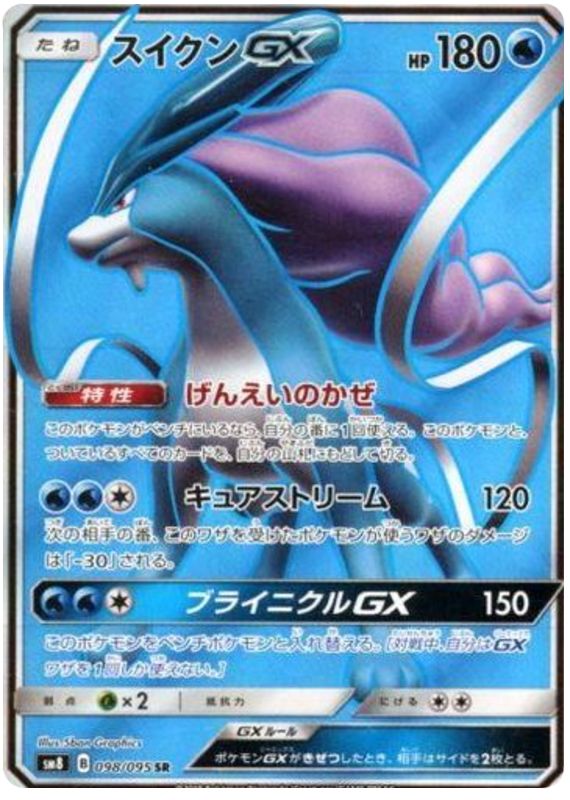 たね スイクンGX HP 180
特性 げんえいのかぜ
このポケモンがベンチにいるなら、自分の番に1回使える。このポケモンと、
ついているすべてのカードを、自分の山札にもどして切る。
キュアストリーム 120
次の相手の番、このワザを受けたポケモンが使うワザのダメージ
は「-30」される。
ブライニクルGX 150
このポケモンをベンチポケモンと入れ替える。[対戦中、自分はGX
ワザを1回しか使えない。]
弱点 ×2 抵抗力 にげる
Illus. 5ban Graphics
GXルール
SM8 B 098/095 SR
ポケモンGXがきぜつしたとき、相手はサイドを2枚とる。